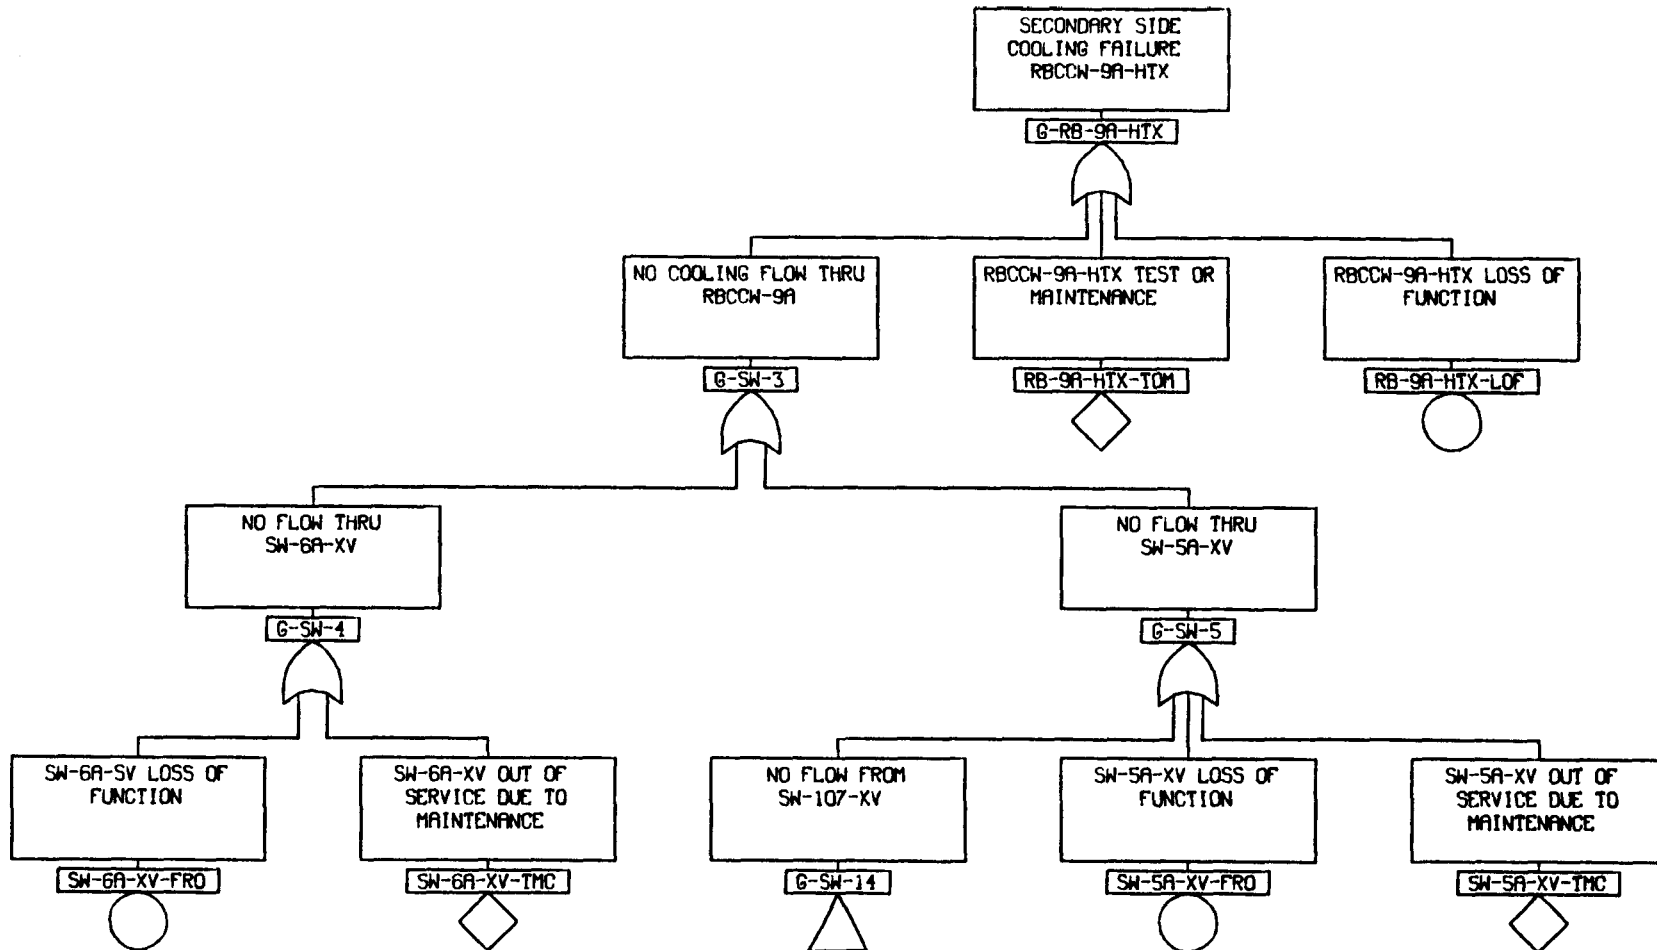 SECONDARY SIDE
COOLING FAILURE
RBCCW-9A-HTX
G-RB-9A-HTX
NO COOLING FLOW THRU
RBCCW-9A
G-SW-3
RBCCW-9A-HTX TEST OR
MAINTENANCE
RB-9A-HTX-TOM
RBCCW-9A-HTX LOSS OF
FUNCTION
RB-9A-HTX-LOF
NO FLOW THRU
SW-6A-XV
G-SW-4
NO FLOW THRU
SW-5A-XV
G-SW-5
SW-6A-SV LOSS OF
FUNCTION
SW-6A-XV-FRO
SW-6A-XV OUT OF
SERVICE DUE TO
MAINTENANCE
SW-6A-XV-TMC
NO FLOW FROM
SW-107-XV
G-SW-14
SW-5A-XV LOSS OF
FUNCTION
SW-5A-XV-FRO
SW-5A-XV OUT OF
SERVICE DUE TO
MAINTENANCE
SW-5A-XV-TMC